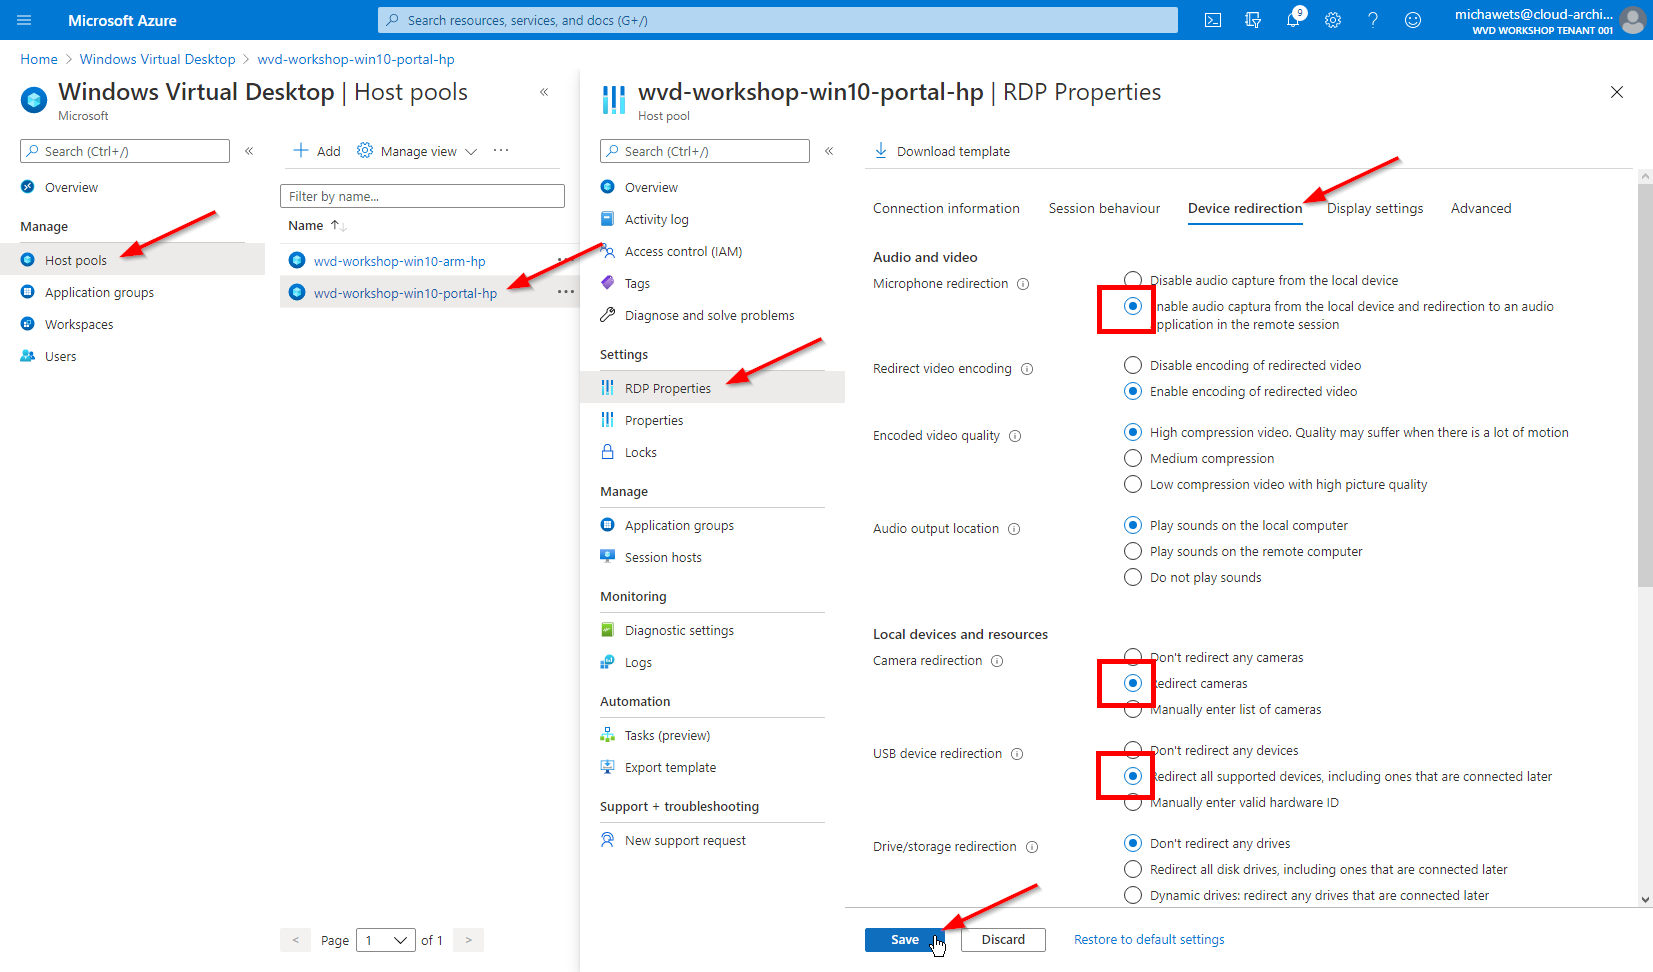 Microsoft Azure
Search resources, services, and docs (G+/)
9
michawets@cloud-archi...
WVD WORKSHOP TENANT 001
Home > Windows Virtual Desktop > wvd-workshop-win10-portal-hp
Windows Virtual Desktop | Host pools
Microsoft
Search (Ctrl+/)
Overview
Manage
Host pools
Application groups
Workspaces
Users
Add
Manage view
Filter by name...
Name
wvd-workshop-win10-arm-hp
wvd-workshop-win10-portal-hp
< Page 1 of 1 >
wvd-workshop-win10-portal-hp | RDP Properties
Host pool
Search (Ctrl+/)
Overview
Activity log
Access control (IAM)
Tags
Diagnose and solve problems
Settings
RDP Properties
Properties
Locks
Manage
Application groups
Session hosts
Monitoring
Diagnostic settings
Logs
Automation
Tasks (preview)
Export template
Support + troubleshooting
New support request
Download template
Connection information
Session behaviour
Device redirection
Display settings
Advanced
Audio and video
Microphone redirection
Disable audio capture from the local device
nable audio captura from the local device and redirection to an audio
pplication in the remote session
Redirect video encoding
Disable encoding of redirected video
Enable encoding of redirected video
Encoded video quality
High compression video. Quality may suffer when there is a lot of motion
Medium compression
Low compression video with high picture quality
Audio output location
Play sounds on the local computer
Play sounds on the remote computer
Do not play sounds
Local devices and resources
Camera redirection
Don't redirect any cameras
edirect cameras
Manually enter list of cameras
USB device redirection
Don't redirect any devices
Redirect all supported devices, including ones that are connected later
Manually enter valid hardware ID
Drive/storage redirection
Don't redirect any drives
Redirect all disk drives, including ones that are connected later
Dynamic drives: redirect any drives that are connected later
Save
Discard
Restore to default settings